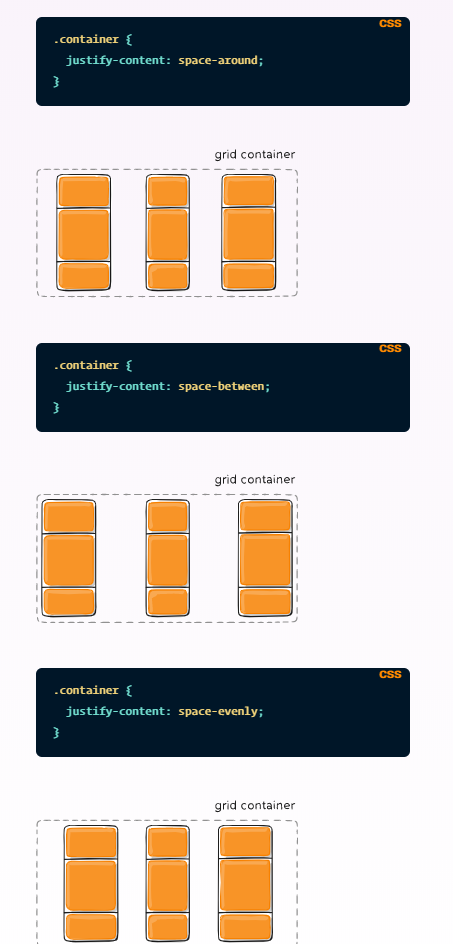 CSS
.container {
justify-content: space-around;
}
grid container
CSS
.container {
justify-content: space-between;
}
grid container
CSS
.container {
justify-content: space-evenly;
}
grid container